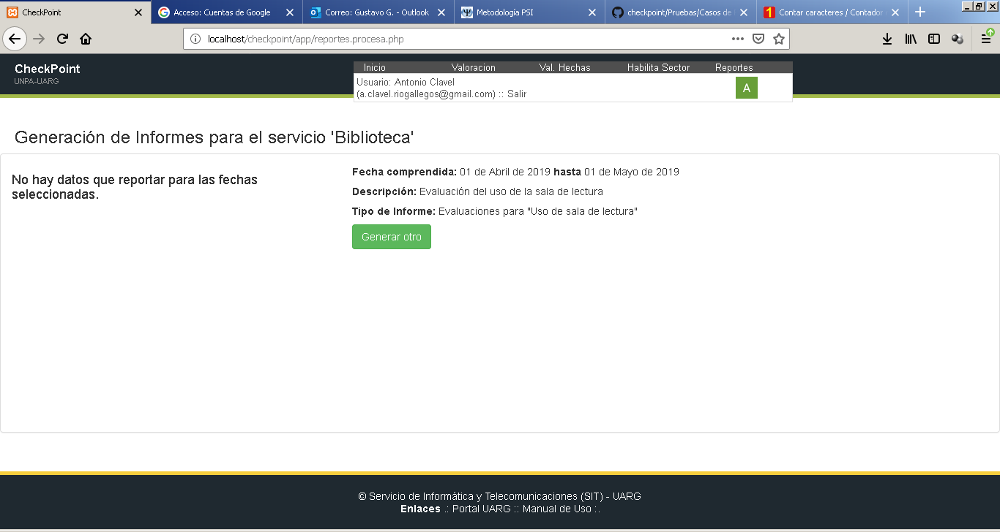 CheckPoint
Acceso: Cuentas de Google
Correo: Gustavo G. - Outlook
Metodología PSI
checkpoint/Pruebas/Casos de
Contar caracteres / Contador
localhost/checkpoint/app/reportes.procesa.php
CheckPoint
UNPA-UARG
Inicio Valoracion Val. Hechas Habilita Sector Reportes
Usuario: Antonio Clavel
(a.clavel.riogallegos@gmail.com) :: Salir
A
Generación de Informes para el servicio 'Biblioteca'
No hay datos que reportar para las fechas
seleccionadas.
Fecha comprendida: 01 de Abril de 2019 hasta 01 de Mayo de 2019
Descripción: Evaluación del uso de la sala de lectura
Tipo de Informe: Evaluaciones para "Uso de sala de lectura"
Generar otro
© Servicio de Informática y Telecomunicaciones (SIT) - UARG
Enlaces .: Portal UARG :: Manual de Uso :.